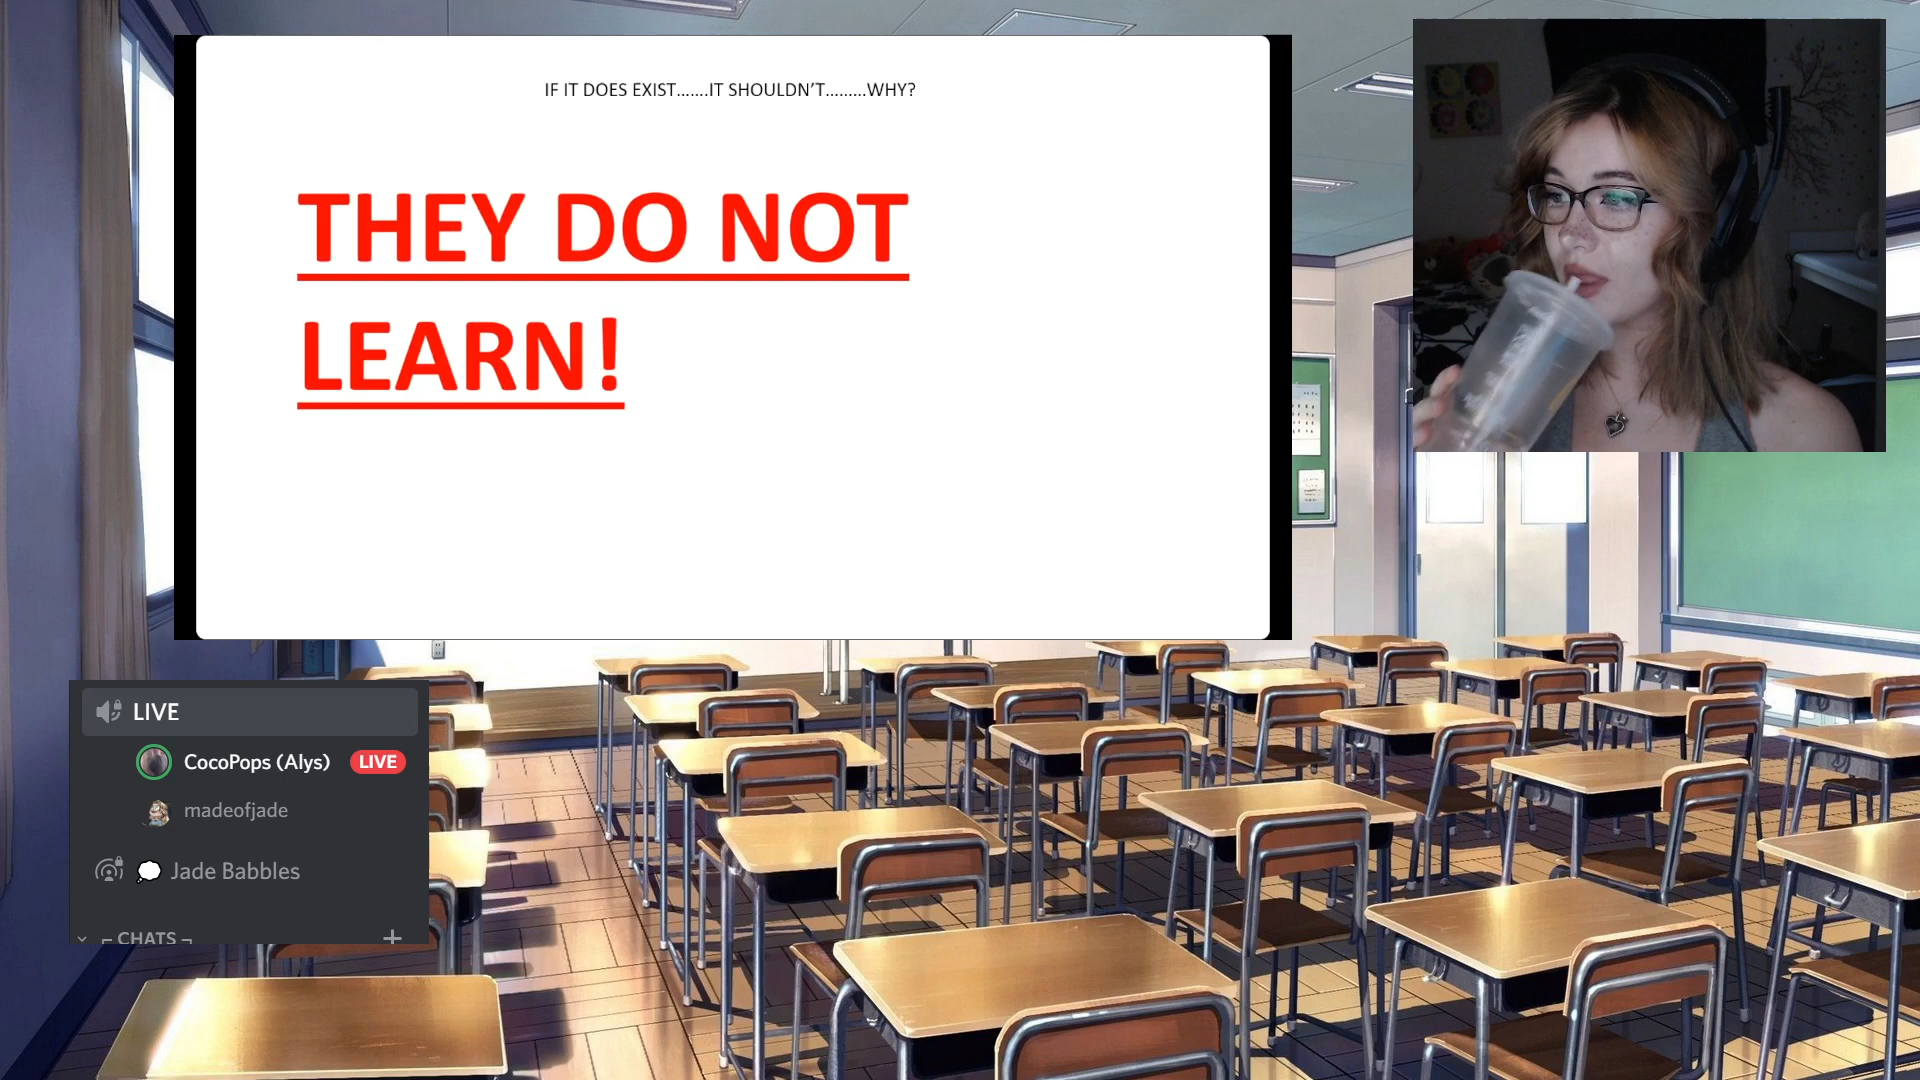 IF IT DOES EXIST.......IT SHOULDN'T.........WHY?
THEY DO NOT
LEARN!
LIVE
CocoPops (Alys) LIVE
madeofjade
💭 Jade Babbles
⌐ CHATS ¬ +